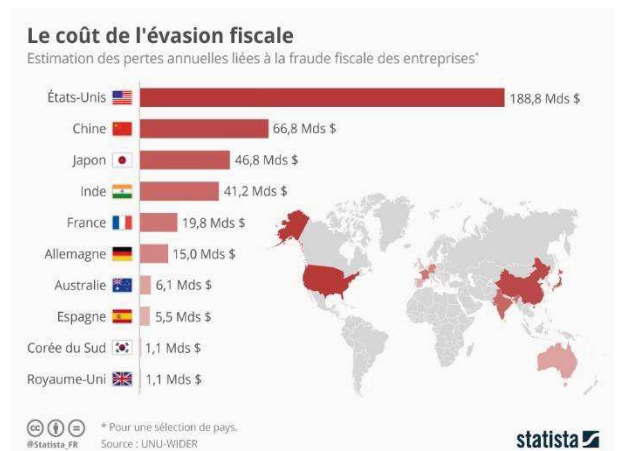 Le coût de l'évasion fiscale
Estimation des pertes annuelles liées à la fraude fiscale des entreprises*
États-Unis 188,8 Mds $
Chine 66,8 Mds $
Japon 46,8 Mds $
Inde 41,2 Mds $
France 19,8 Mds $
Allemagne 15,0 Mds $
Australie 6,1 Mds $
Espagne 5,5 Mds $
Corée du Sud 1,1 Mds $
Royaume-Uni 1,1 Mds $
cc
@Statista_FR
* Pour une sélection de pays.
Source : UNU-WIDER
statista